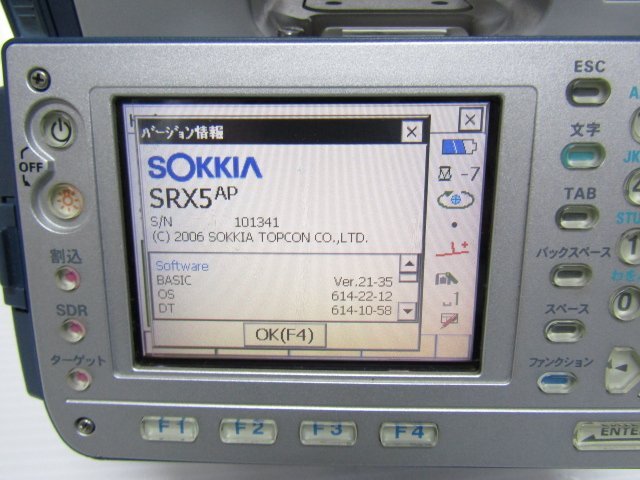 バージョン情報
SOKKIA
SRX5AP
S/N 101341
(C) 2006 SOKKIA TOPCON CO.,LTD.
Software
BASIC Ver.21-35
OS 614-22-12
DT 614-10-58
OK(F4)
-7
OFF
割込
SDR
ターゲット
ESC
文字
TAB
バックスペース
スペース
ファンクション
F1 F2 F3 F4
0
ENTER